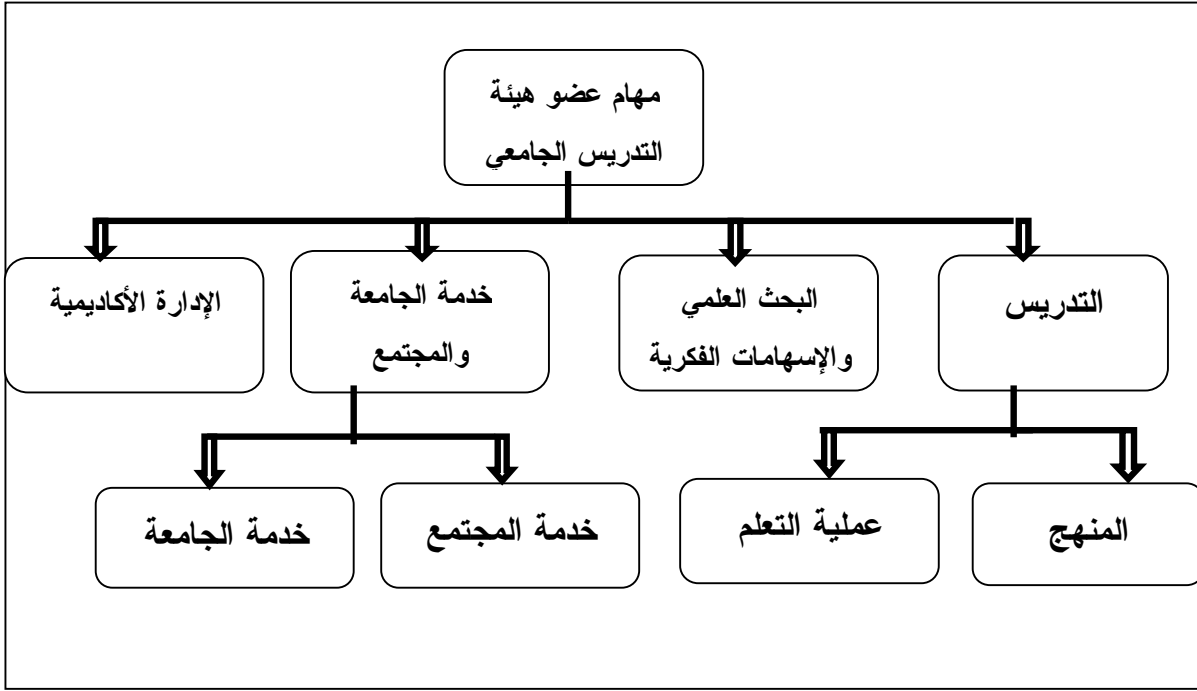 مهام عضو هيئة
التدريس الجامعي
التدريس
البحث العلمي
والإسهامات الفكرية
خدمة الجامعة
والمجتمع
الإدارة الأكاديمية
المنهج
عملية التعلم
خدمة المجتمع
خدمة الجامعة